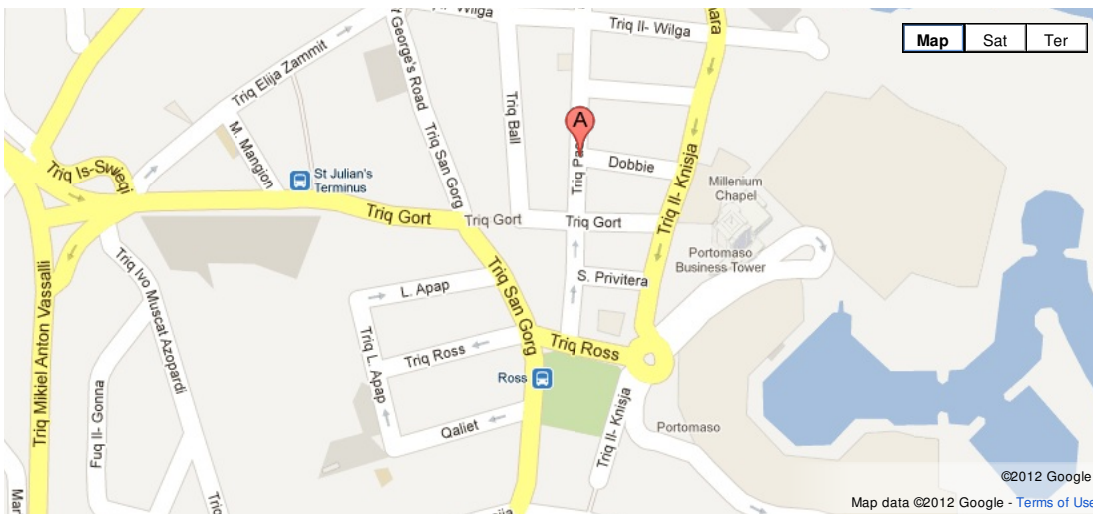 Wilga
Triq Il- Wilga
Map
Sat
Ter
Triq Elija Zammit
George's Road
Triq San Gorg
Triq Ball
Triq
M. Mangion
Dobbie
A
Triq Is-Swieqi
St Julian's
Terminus
Millenium
Chapel
Triq Il- Knisja
Triq Gort
Triq Gort
Triq Gort
Portomaso
Business Tower
Triq Ivo Muscat Azopardi
L. Apap
Triq San Gorg
S. Privitera
Triq Mikiel Anton Vassalli
Triq L. Apap
Triq Ross
Triq Ross
Ross
Fuq Il- Gonna
Qaliet
Triq Il- Knisja
Portomaso
©2012 Google
Map data ©2012 Google - Terms of Use